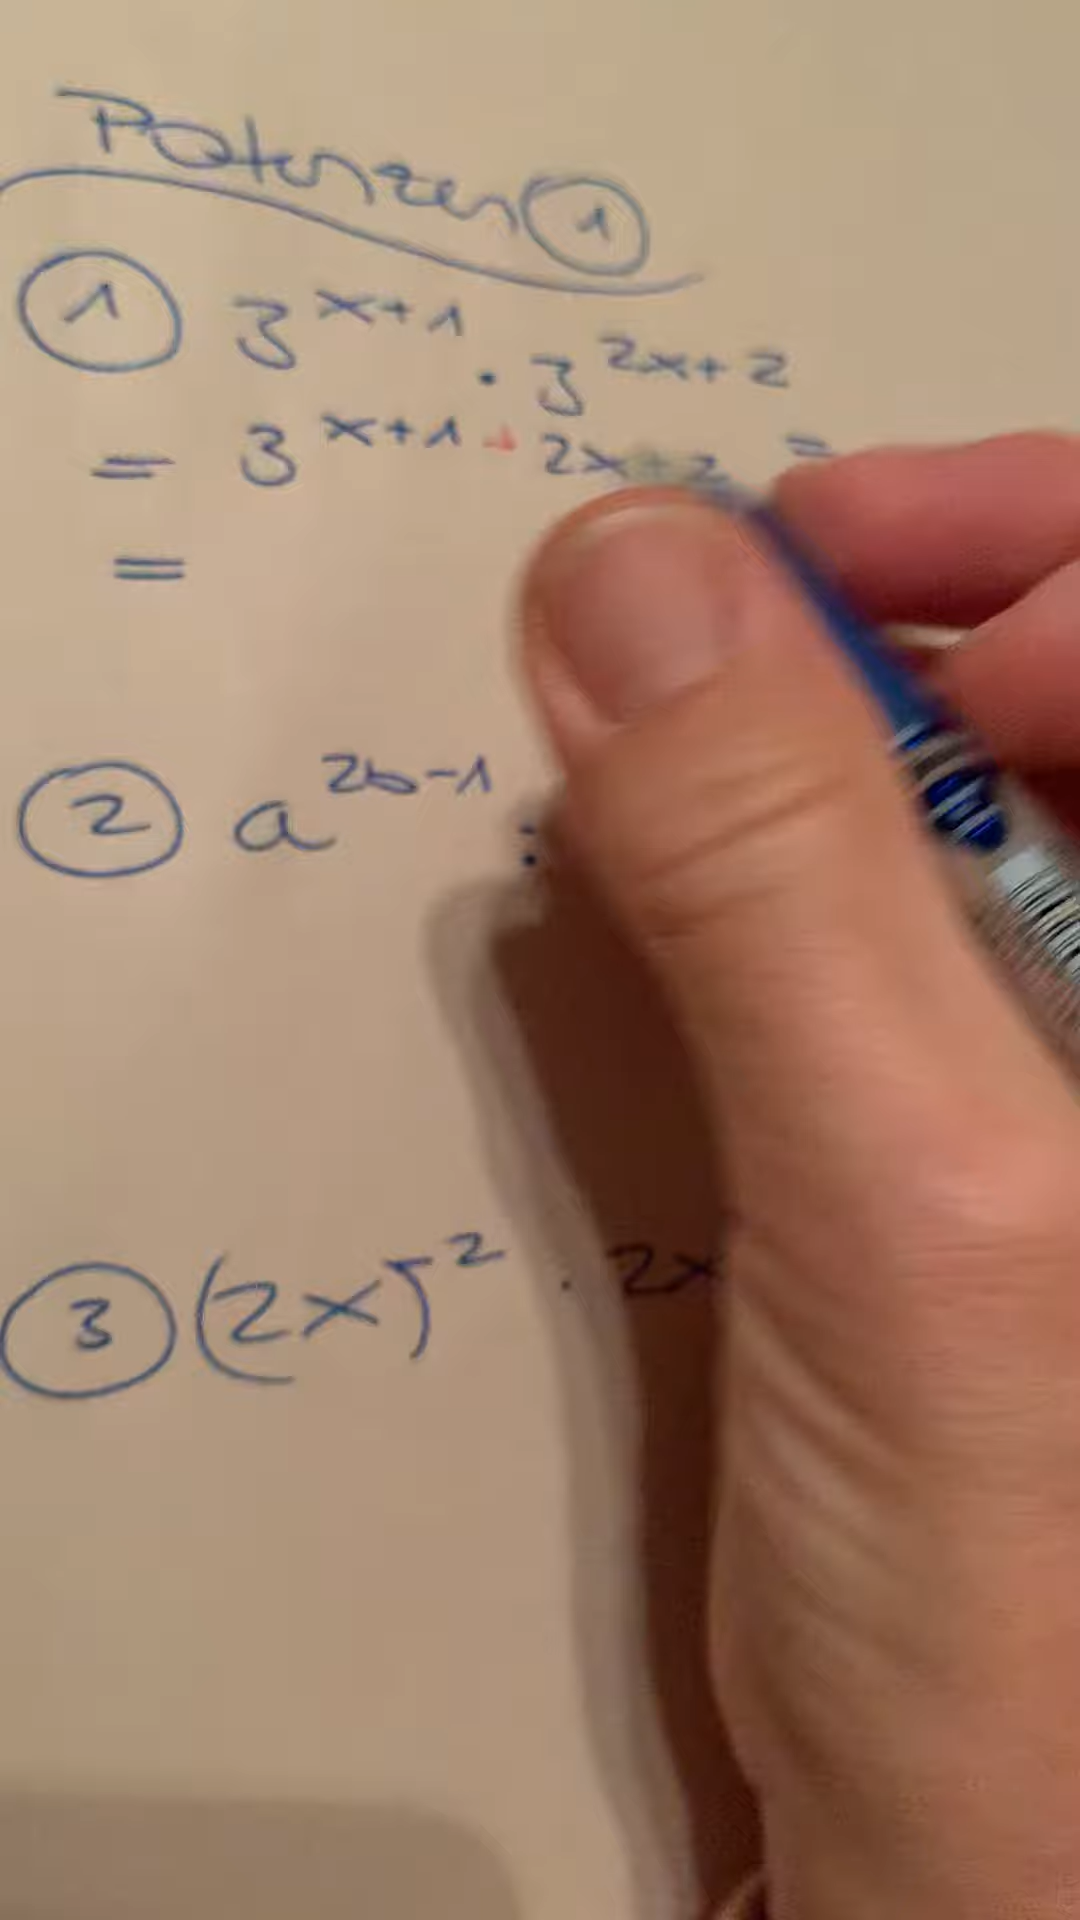 Potenzen ①
① 3^{x+1} · 3^{2x+2}
= 3^{x+1+2x+2} =
=
② a^{2b-1} :
③ (2x)^2 · 2x